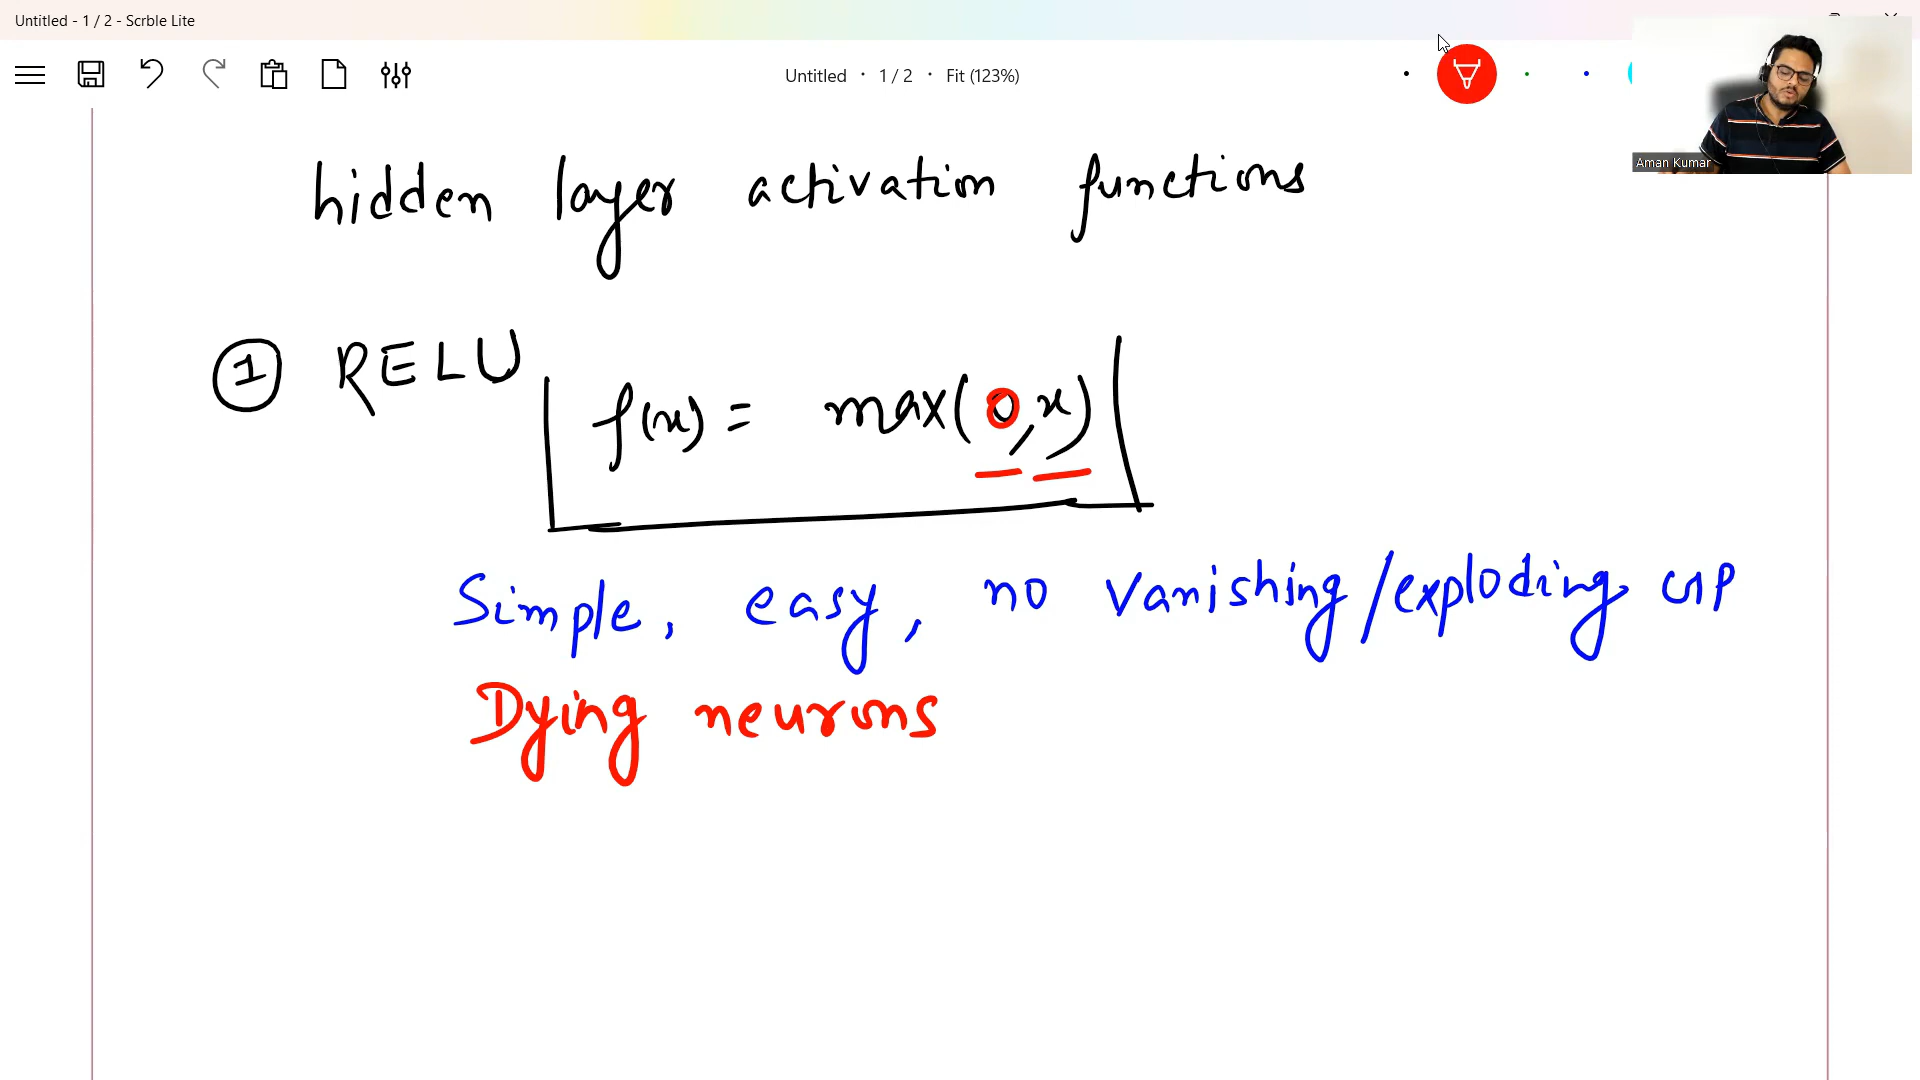 Untitled - 1 / 2 - Scrble Lite
Untitled • 1 / 2 • Fit (123%)
Aman Kumar
hidden layer activation functions
1 RELU
f(x) = max(0,x)
Simple, easy, no vanishing/exploding GP
Dying neurons